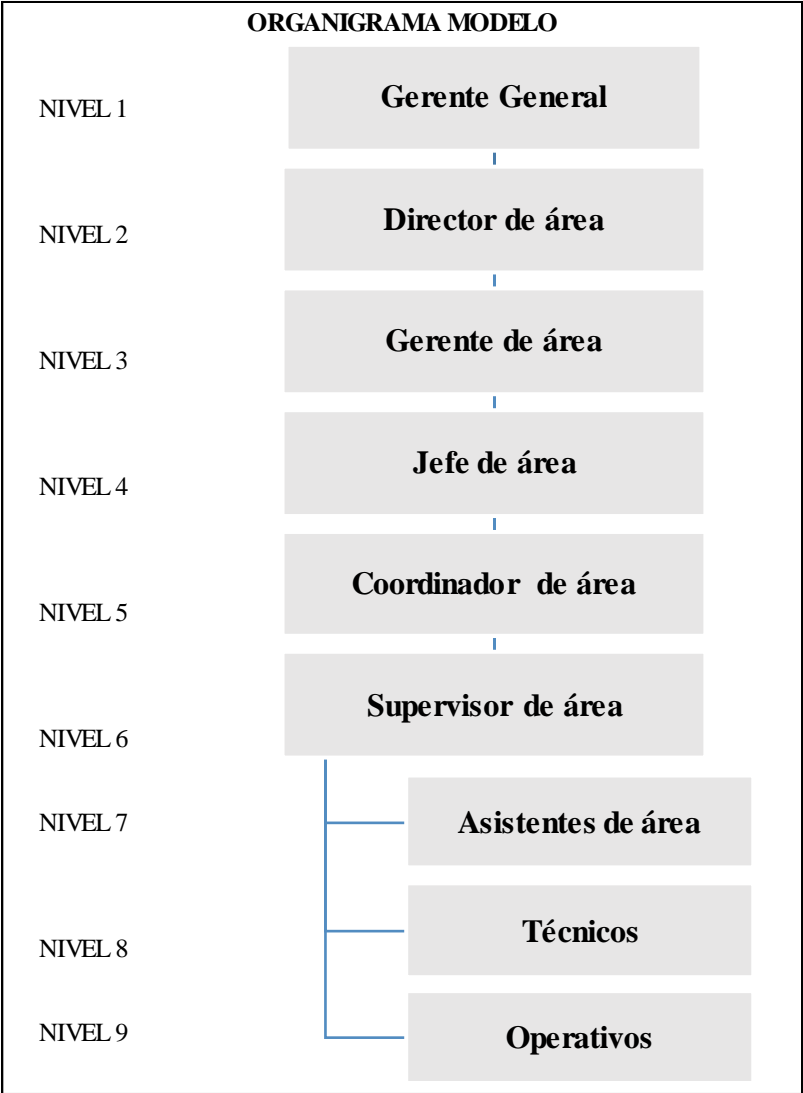 ORGANIGRAMA MODELO
NIVEL 1
Gerente General
NIVEL 2
Director de área
NIVEL 3
Gerente de área
NIVEL 4
Jefe de área
NIVEL 5
Coordinador de área
NIVEL 6
Supervisor de área
NIVEL 7
Asistentes de área
NIVEL 8
Técnicos
NIVEL 9
Operativos